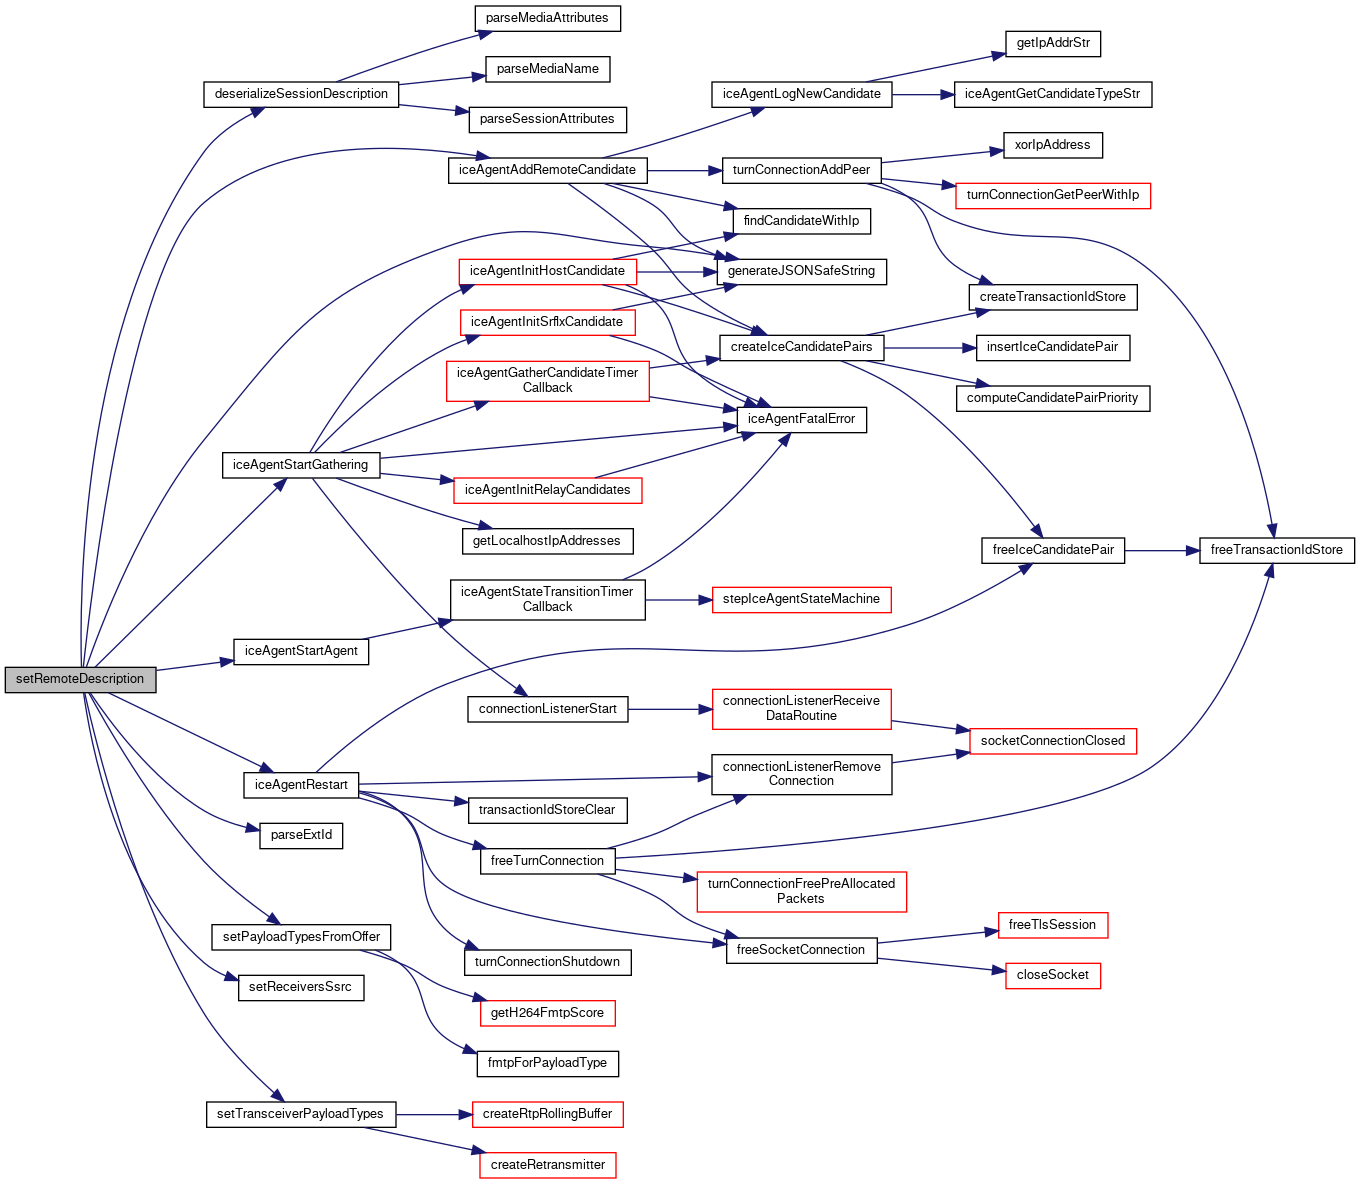 setRemoteDescription
deserializeSessionDescription
iceAgentStartGathering
iceAgentStartAgent
iceAgentRestart
parseExtId
setPayloadTypesFromOffer
setReceiversSsrc
setTransceiverPayloadTypes
parseMediaAttributes
parseMediaName
parseSessionAttributes
iceAgentAddRemoteCandidate
iceAgentInitHostCandidate
iceAgentInitSrflxCandidate
iceAgentGatherCandidateTimer
Callback
iceAgentInitRelayCandidates
getLocalhostIpAddresses
iceAgentStateTransitionTimer
Callback
connectionListenerStart
transactionIdStoreClear
freeTurnConnection
turnConnectionShutdown
getH264FmtpScore
fmtpForPayloadType
createRtpRollingBuffer
createRetransmitter
iceAgentLogNewCandidate
turnConnectionAddPeer
findCandidateWithIp
generateJSONSafeString
createIceCandidatePairs
iceAgentFatalError
stepIceAgentStateMachine
connectionListenerReceive
DataRoutine
connectionListenerRemove
Connection
turnConnectionFreePreAllocated
Packets
freeSocketConnection
getIpAddrStr
iceAgentGetCandidateTypeStr
xorIpAddress
turnConnectionGetPeerWithIp
createTransactionIdStore
insertIceCandidatePair
computeCandidatePairPriority
freeIceCandidatePair
socketConnectionClosed
freeTlsSession
closeSocket
freeTransactionIdStore